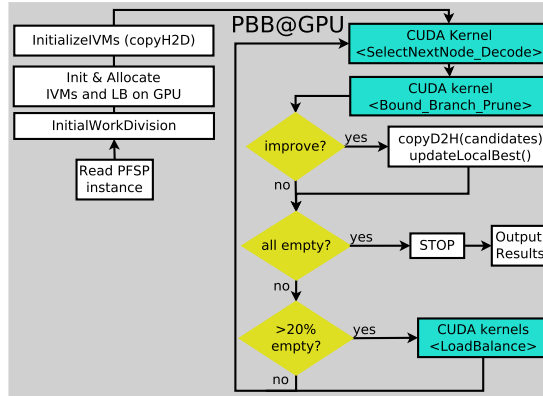 PBB@GPU
InitializeIVMs (copyH2D)
Init & Allocate
IVMs and LB on GPU
InitialWorkDivision
Read PFSP
instance
CUDA Kernel
<SelectNextNode_Decode>
CUDA kernel
<Bound_Branch_Prune>
improve?
yes
copyD2H(candidates)
updateLocalBest()
no
all empty?
yes
STOP
Output
Results
no
>20%
empty?
yes
CUDA kernels
<LoadBalance>
no